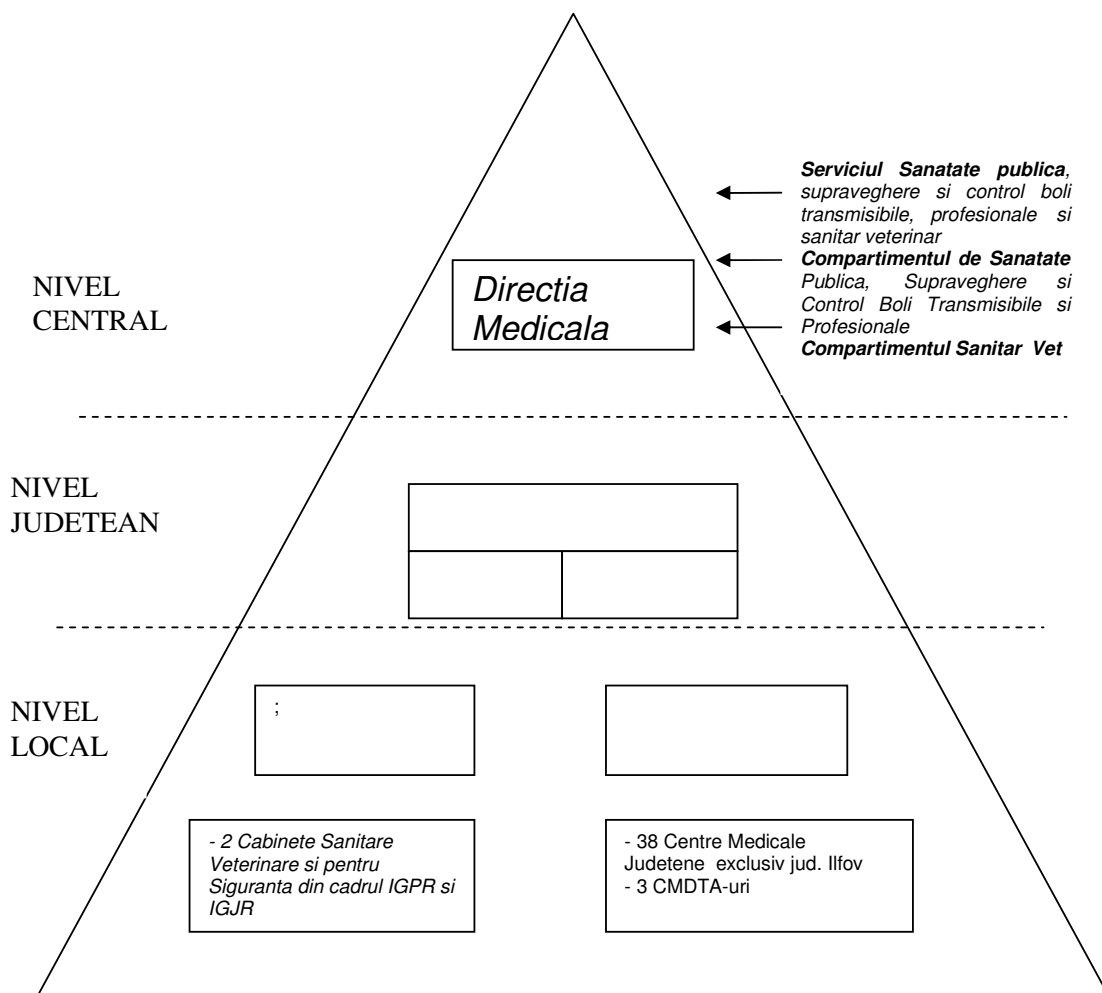 Serviciul Sanatate publica,
supraveghere si control boli
transmisibile, profesionale si
sanitar veterinar
Compartimentul de Sanatate
Publica, Supraveghere si
Control Boli Transmisibile si
Profesionale
Compartimentul Sanitar Vet
NIVEL
CENTRAL
Directia
Medicala
NIVEL
JUDETEAN
NIVEL
LOCAL
;
- 2 Cabinete Sanitare
Veterinare si pentru
Siguranta din cadrul IGPR si
IGJR
- 38 Centre Medicale
Judetene exclusiv jud. Ilfov
- 3 CMDTA-uri